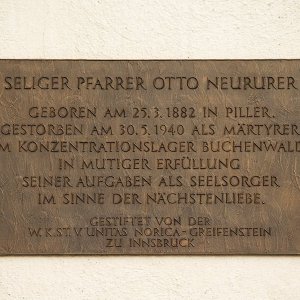 SELIGER PFARRER OTTO NEURURER
GEBOREN AM 25.3.1882 IN PILLER.
GESTORBEN AM 30.5.1940 ALS MÄRTYRER
IM KONZENTRATIONSLAGER BUCHENWALD
IN MUTIGER ERFÜLLUNG
SEINER AUFGABEN ALS SEELSORGER
IM SINNE DER NÄCHSTENLIEBE.
GESTIFTET VON DER
W.K.ST.V. UNITAS NORICA-GREIFENSTEIN
ZU INNSBRUCK